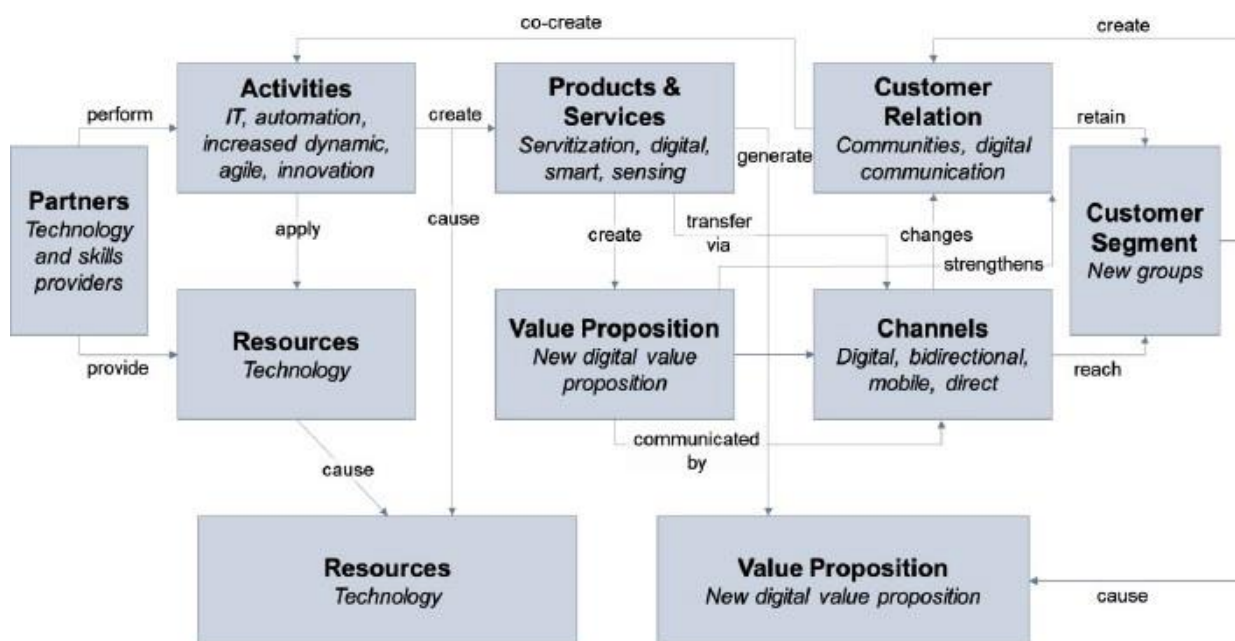 co-create
create
Activities
IT, automation,
increased dynamic,
agile, innovation
Products &
Services
Servitization, digital,
smart, sensing
Customer
Relation
Communities, digital
communication
perform
create
generate
retain
Partners
Technology
and skills
providers
Customer
Segment
New groups
apply
cause
create
transfer
via
changes
strengthens
Resources
Technology
Value Proposition
New digital value
proposition
Channels
Digital, bidirectional,
mobile, direct
provide
reach
communicated
by
cause
Resources
Technology
Value Proposition
New digital value proposition
cause